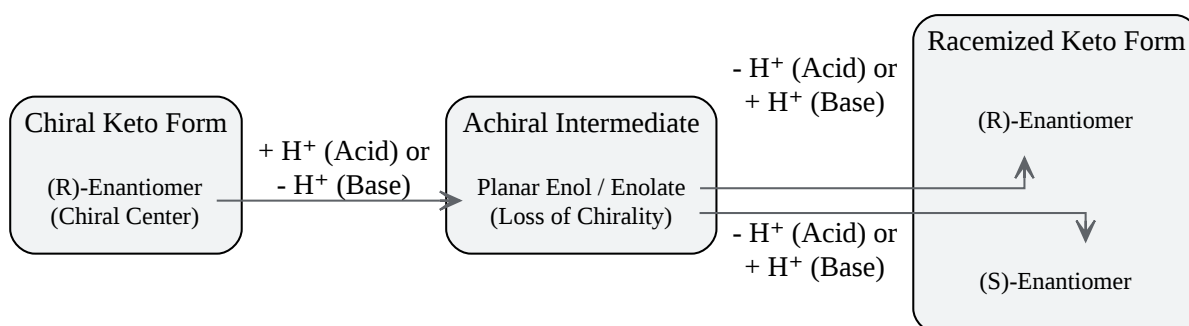 Chiral Keto Form
(R)-Enantiomer
(Chiral Center)
+ H⁺ (Acid) or
- H⁺ (Base)
Achiral Intermediate
Planar Enol / Enolate
(Loss of Chirality)
- H⁺ (Acid) or
+ H⁺ (Base)
- H⁺ (Acid) or
+ H⁺ (Base)
Racemized Keto Form
(R)-Enantiomer
(S)-Enantiomer